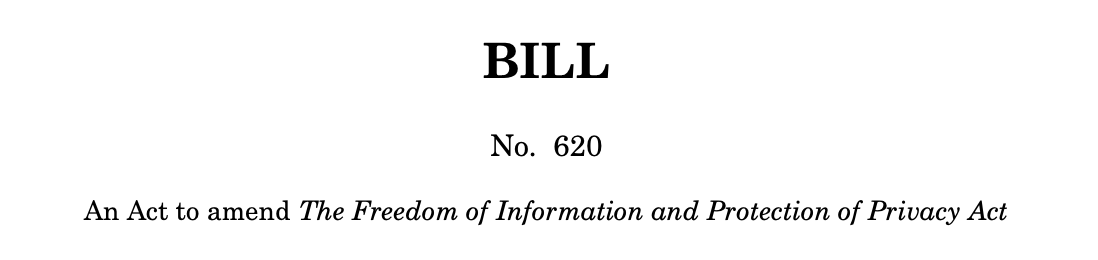 BILL
No. 620
An Act to amend The Freedom of Information and Protection of Privacy Act